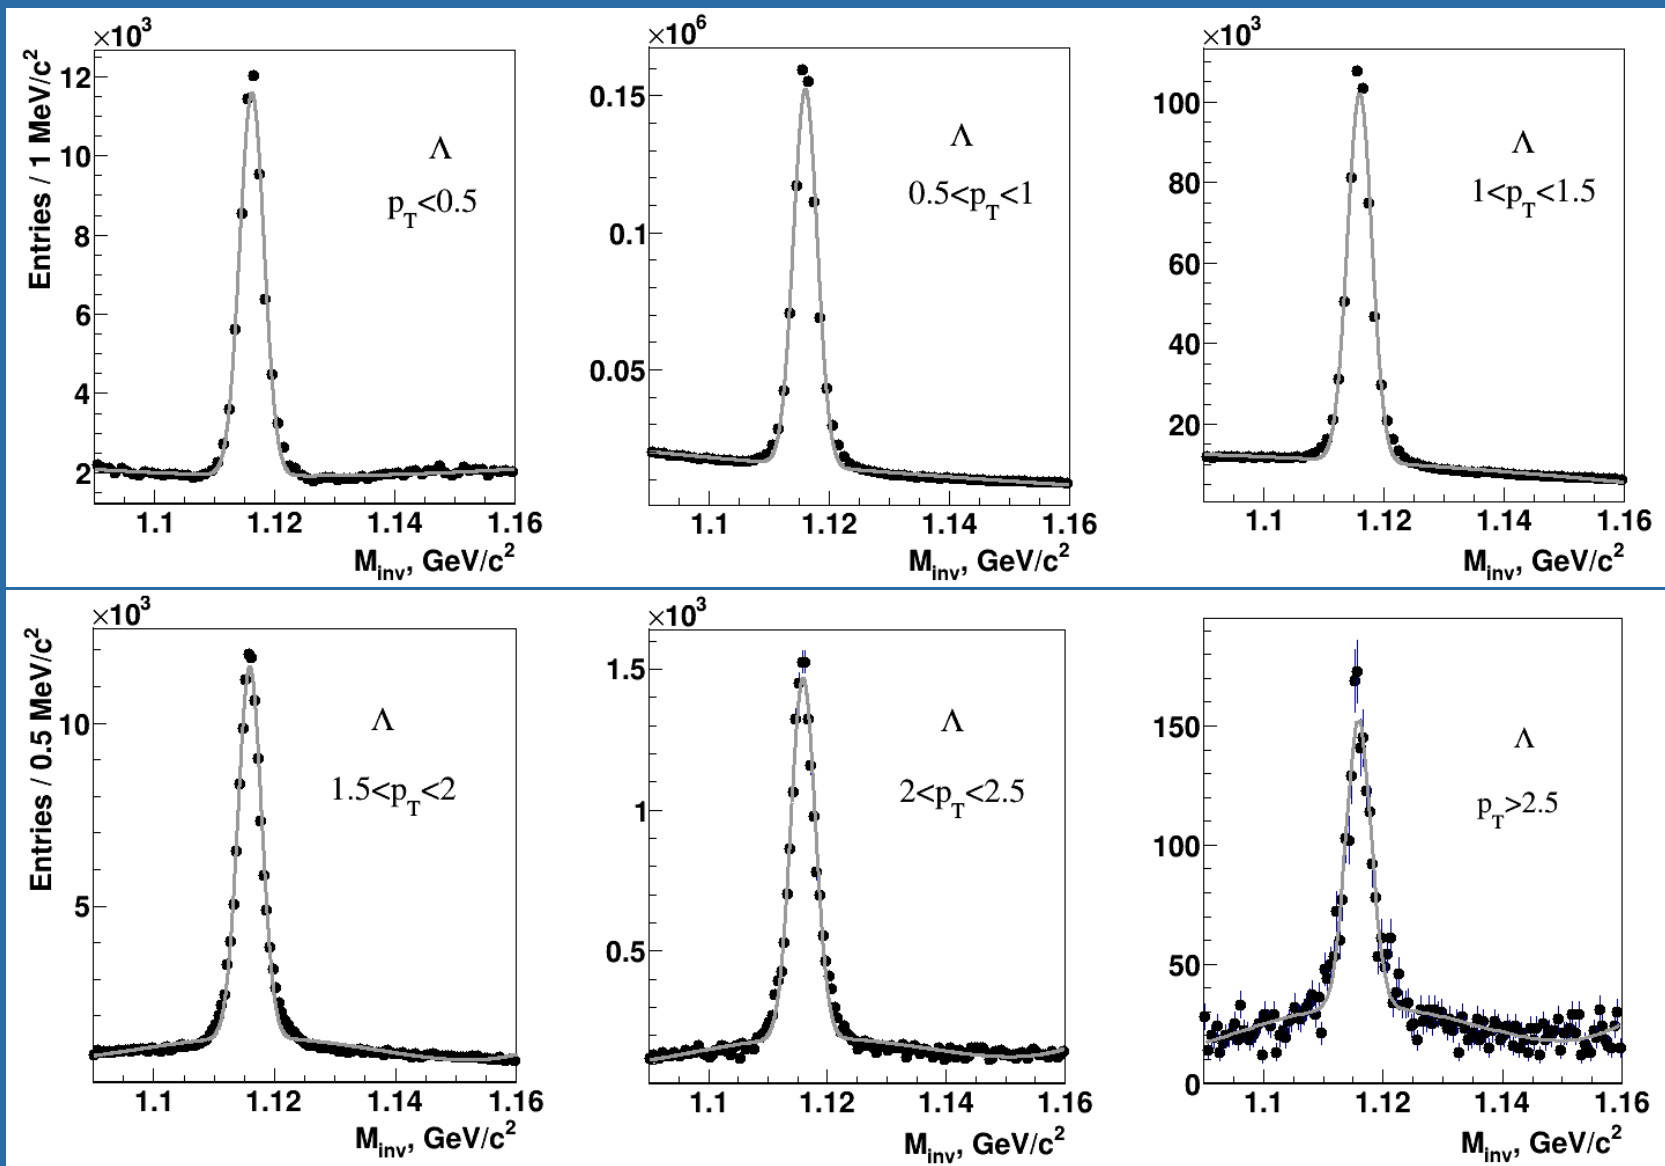 ×10³
Entries / 1 MeV/c²
12
10
8
6
4
2
Λ
p_T<0.5
1.1 1.12 1.14 1.16
M_inv, GeV/c²
×10⁶
0.15
0.1
0.05
Λ
0.5<p_T<1
1.1 1.12 1.14 1.16
M_inv, GeV/c²
×10³
100
80
60
40
20
Λ
1<p_T<1.5
1.1 1.12 1.14 1.16
M_inv, GeV/c²
×10³
Entries / 0.5 MeV/c²
10
5
Λ
1.5<p_T<2
1.1 1.12 1.14 1.16
M_inv, GeV/c²
×10³
1.5
1
0.5
Λ
2<p_T<2.5
1.1 1.12 1.14 1.16
M_inv, GeV/c²
150
100
50
0
Λ
p_T>2.5
1.1 1.12 1.14 1.16
M_inv, GeV/c²